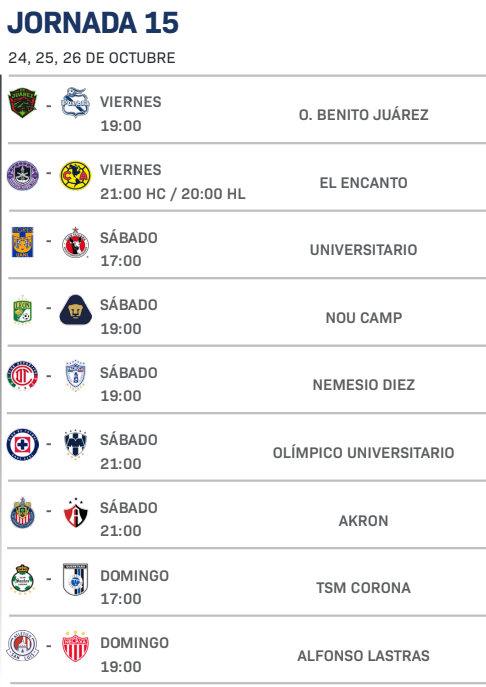 JORNADA 15
24, 25, 26 DE OCTUBRE
VIERNES
19:00
O. BENITO JUÁREZ
VIERNES
21:00 HC / 20:00 HL
EL ENCANTO
SÁBADO
17:00
UNIVERSITARIO
SÁBADO
19:00
NOU CAMP
SÁBADO
19:00
NEMESIO DIEZ
SÁBADO
21:00
OLÍMPICO UNIVERSITARIO
SÁBADO
21:00
AKRON
DOMINGO
17:00
TSM CORONA
DOMINGO
19:00
ALFONSO LASTRAS